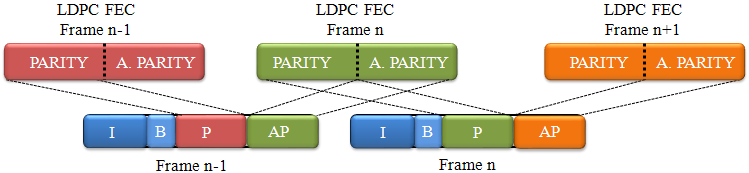 LDPC FEC LDPC FEC LDPC FEC
Frame n-1 Frame n Frame n+1
PARITY A. PARITY PARITY A. PARITY PARITY A. PARITY
I B P AP I B P AP
Frame n-1 Frame n